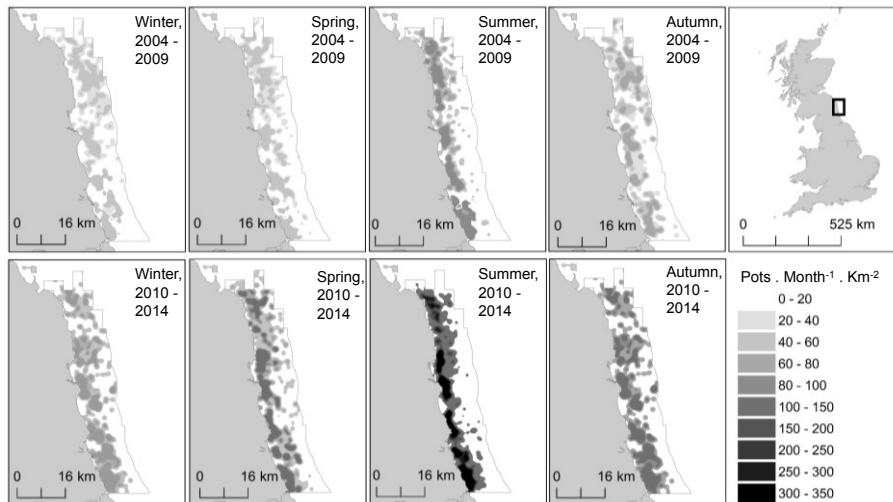 Winter,
2004 -
2009
0
16 km
Spring,
2004 -
2009
0
16 km
Summer,
2004 -
2009
0
16 km
Autumn,
2004 -
2009
0
16 km
0
525 km
Winter,
2010 -
2014
0
16 km
Spring,
2010 -
2014
0
16 km
Summer,
2010 -
2014
0
16 km
Autumn,
2010 -
2014
0
16 km
Pots . Month⁻¹ . Km⁻²
0 - 20
20 - 40
40 - 60
60 - 80
80 - 100
100 - 150
150 - 200
200 - 250
250 - 300
300 - 350